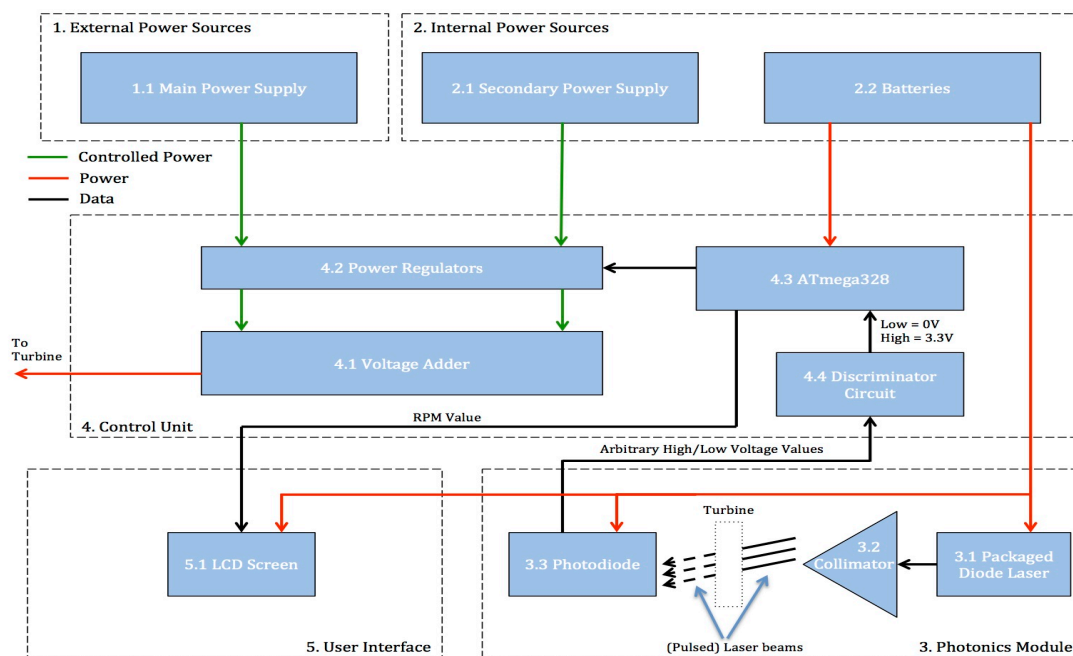 1. External Power Sources
2. Internal Power Sources
1.1 Main Power Supply
2.1 Secondary Power Supply
2.2 Batteries
Controlled Power
Power
Data
4.2 Power Regulators
4.3 ATmega328
Low = 0V
High = 3.3V
To
Turbine
4.1 Voltage Adder
4.4 Discriminator
Circuit
RPM Value
4. Control Unit
Arbitrary High/Low Voltage Values
Turbine
5.1 LCD Screen
3.3 Photodiode
3.2
Collimator
3.1 Packaged
Diode Laser
5. User Interface
(Pulsed) Laser beams
3. Photonics Module